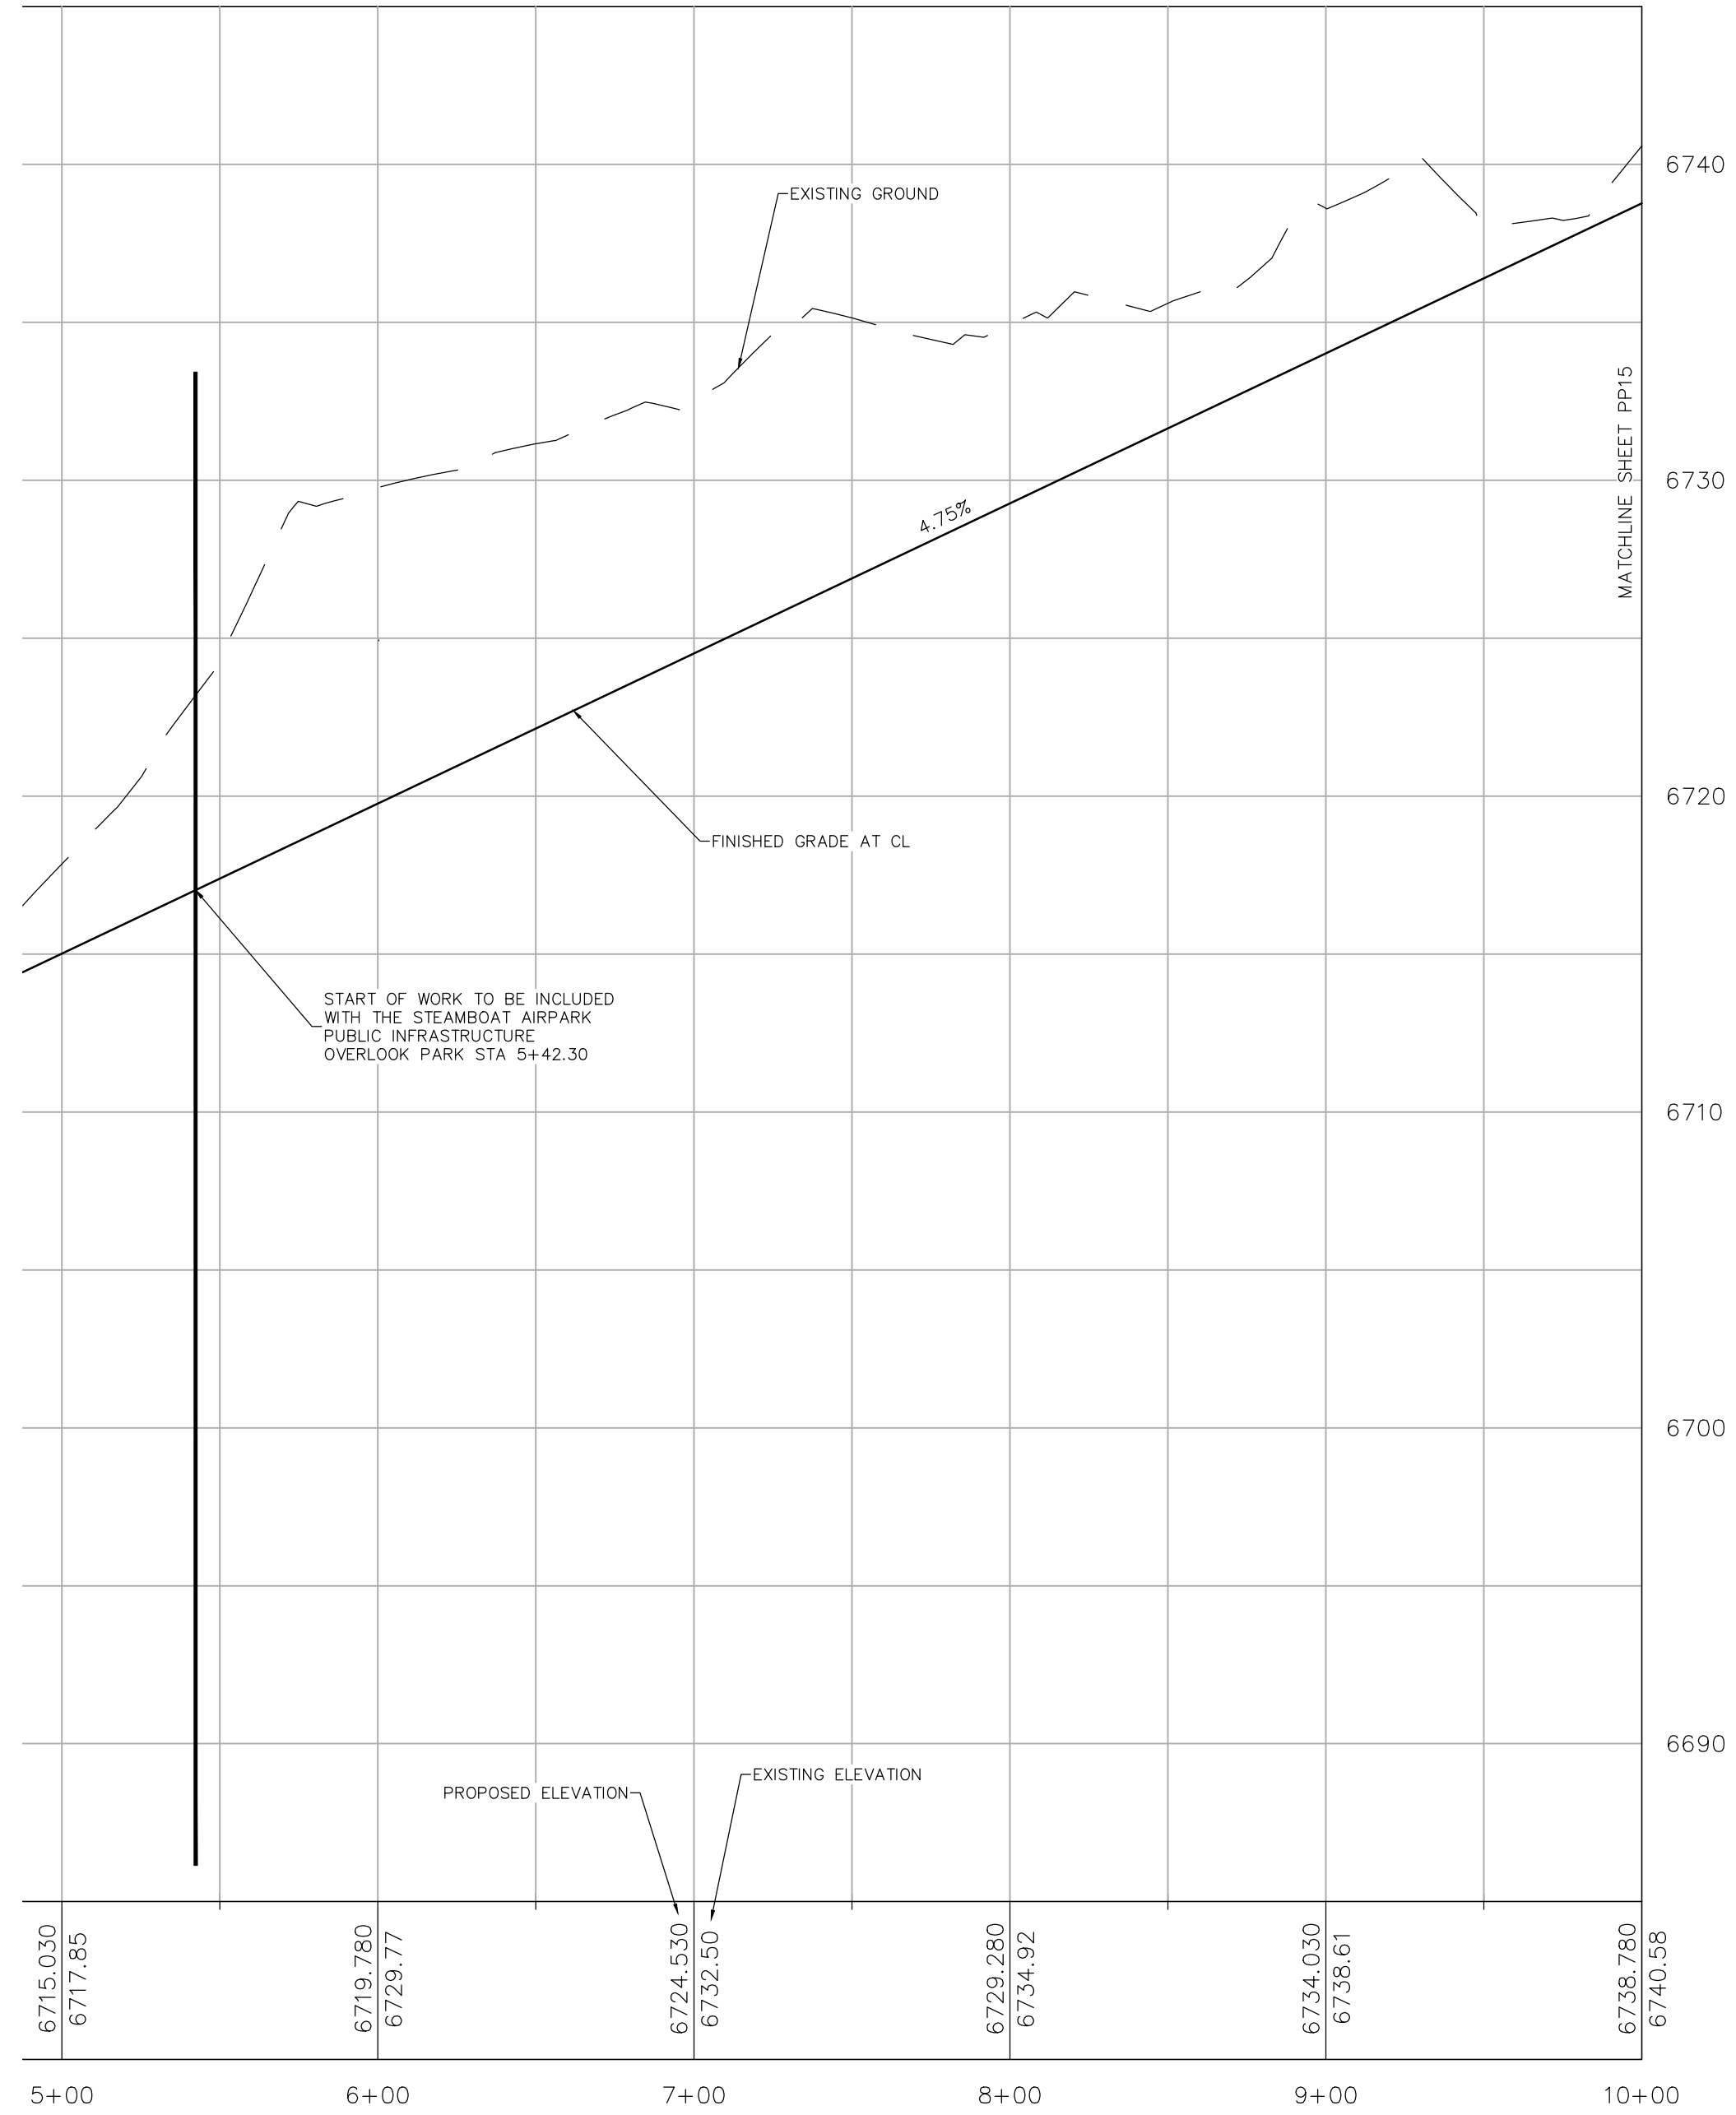 6740
EXISTING GROUND
MATCHLINE SHEET PP15
6730
4.75%
6720
FINISHED GRADE AT CL
START OF WORK TO BE INCLUDED
WITH THE STEAMBOAT AIRPARK
PUBLIC INFRASTRUCTURE
OVERLOOK PARK STA 5+42.30
6710
6700
6690
EXISTING ELEVATION
PROPOSED ELEVATION
6715.030
6717.85
6719.780
6729.77
6724.530
6732.50
6729.280
6734.92
6734.030
6738.61
6738.780
6740.58
5+00
6+00
7+00
8+00
9+00
10+00